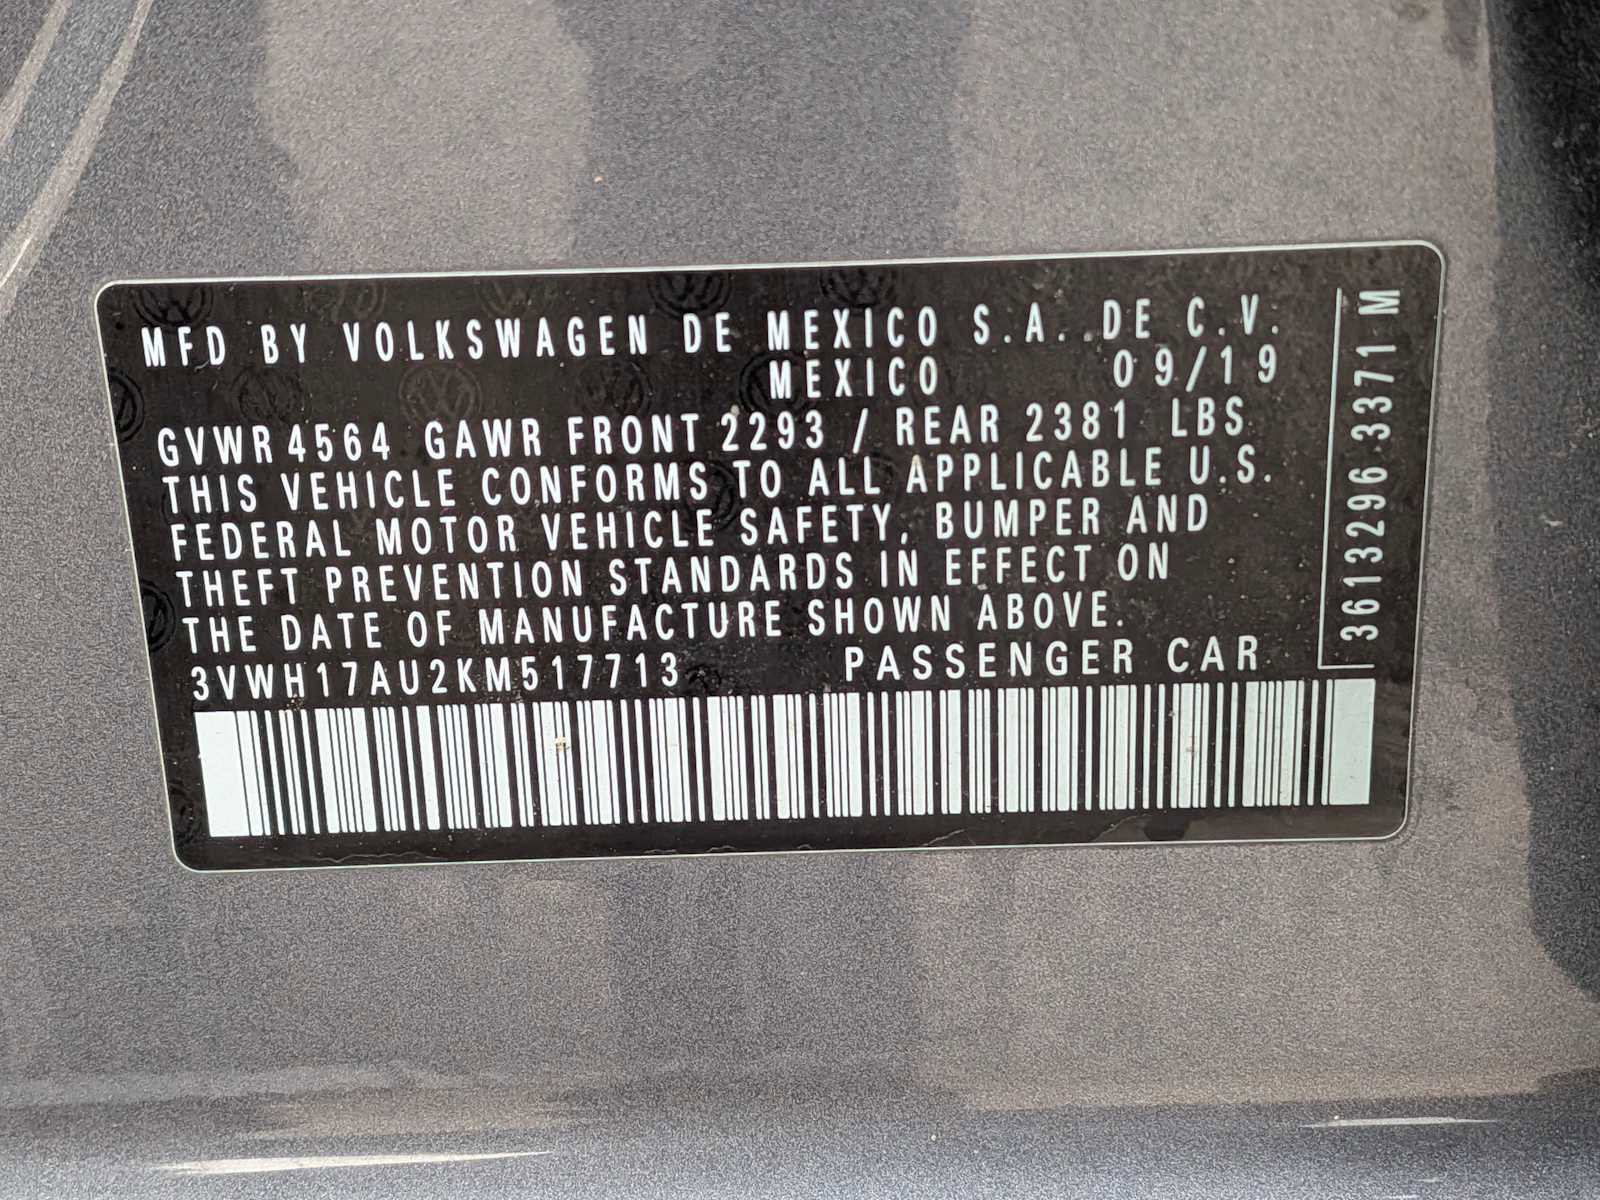 MFD BY VOLKSWAGEN DE MEXICO S.A. DE C.V.
MEXICO 09/19
GVWR 4564 GAWR FRONT 2293 / REAR 2381 LBS
THIS VEHICLE CONFORMS TO ALL APPLICABLE U.S.
FEDERAL MOTOR VEHICLE SAFETY, BUMPER AND
THEFT PREVENTION STANDARDS IN EFFECT ON
THE DATE OF MANUFACTURE SHOWN ABOVE.
3VWH17AU2KM517713 PASSENGER CAR
3613296 3371 M